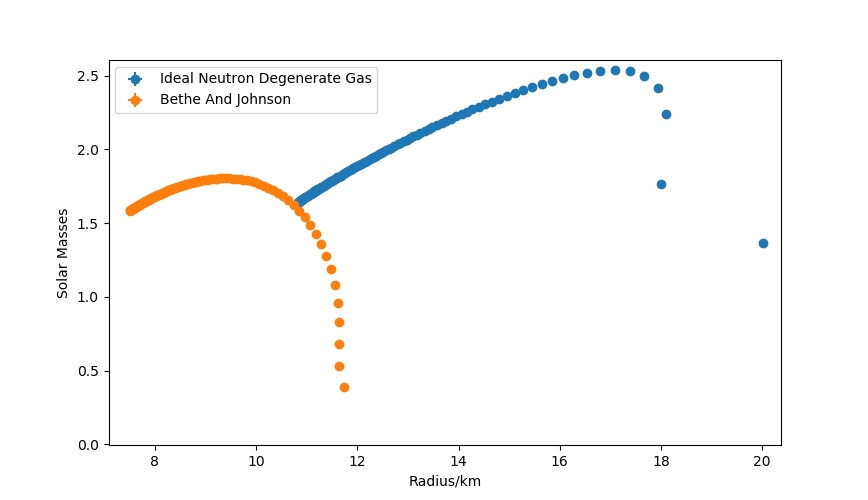 Ideal Neutron Degenerate Gas
Bethe And Johnson
2.5
2.0
1.5
1.0
0.5
0.0
Solar Masses
8 10 12 14 16 18 20
Radius/km